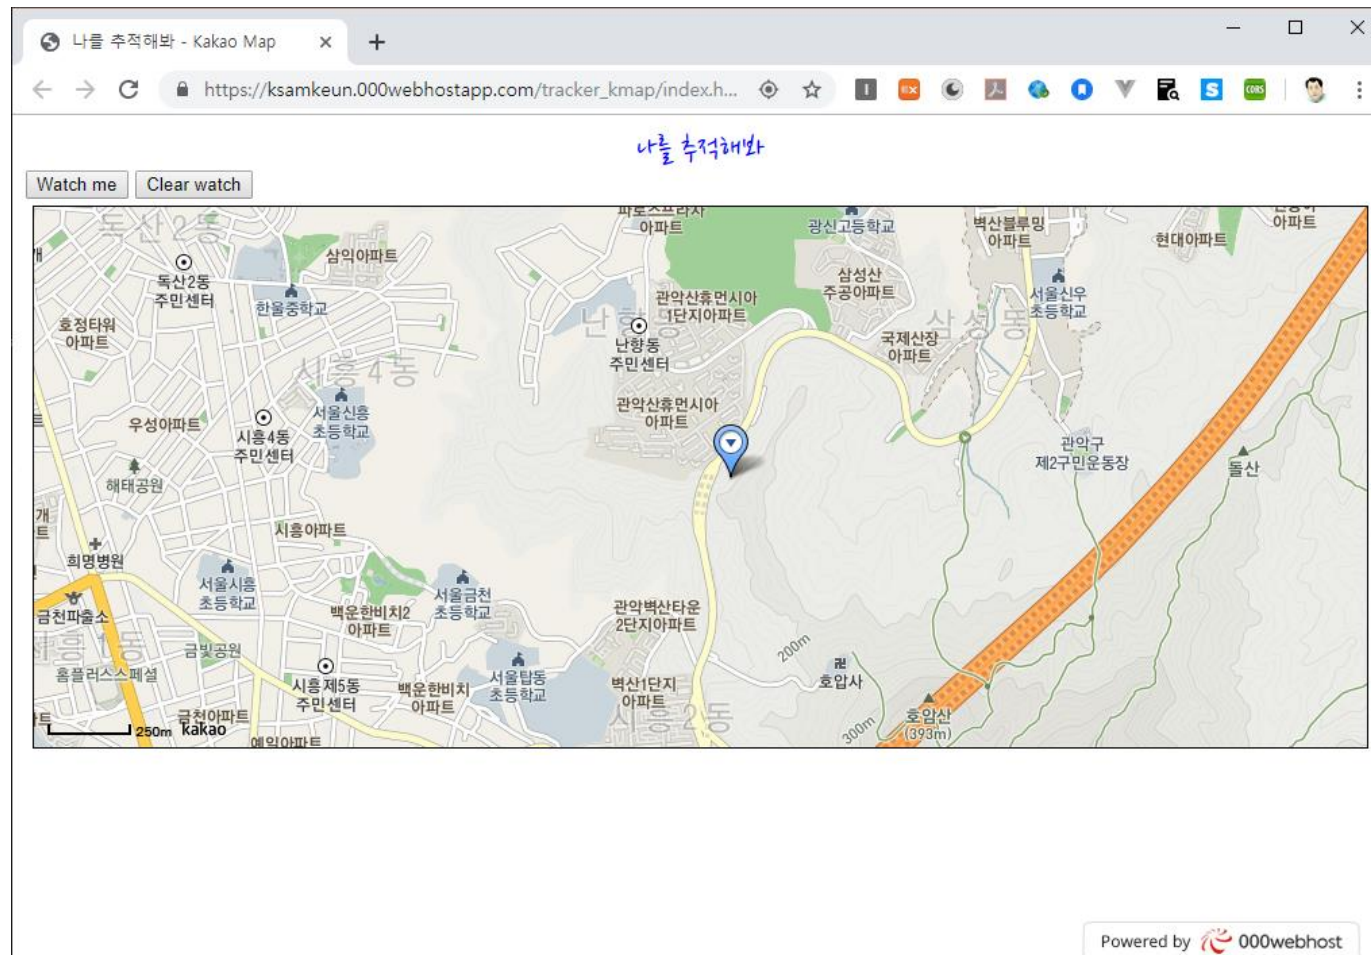 나를 추적해봐 - Kakao Map
https://ksamkeun.000webhostapp.com/tracker_kmap/index.h...
CORS
나를 추적해봐
Watch me
Clear watch
독산2동
삼익아파트
독산2동
주민센터
한울중학교
호정타워
아파트
시흥4동
우성아파트
시흥4동
주민센터
서울신흥
초등학교
해태공원
시흥아파트
희명병원
서울시흥
초등학교
금천파출소
백운한비치2
아파트
서울금천
초등학교
금빛공원
홈플러스스페셜
시흥제5동
주민센터
백운한비치
아파트
서울탑동
초등학교
금천아파트
250m kakao
아파트
광신고등학교
벽산블루밍
아파트
현대아파트
아파트
삼성산
주공아파트
서울신우
초등학교
관악산휴먼시아
1단지아파트
난향동
난향동
주민센터
국제산장
아파트
삼성동
관악산휴먼시아
아파트
관악구
제2구민운동장
돌산
관악벽산타운
2단지아파트
200m
호압사
벽산1단지
아파트
시흥2동
300m
호암산
(393m)
Powered by 000webhost